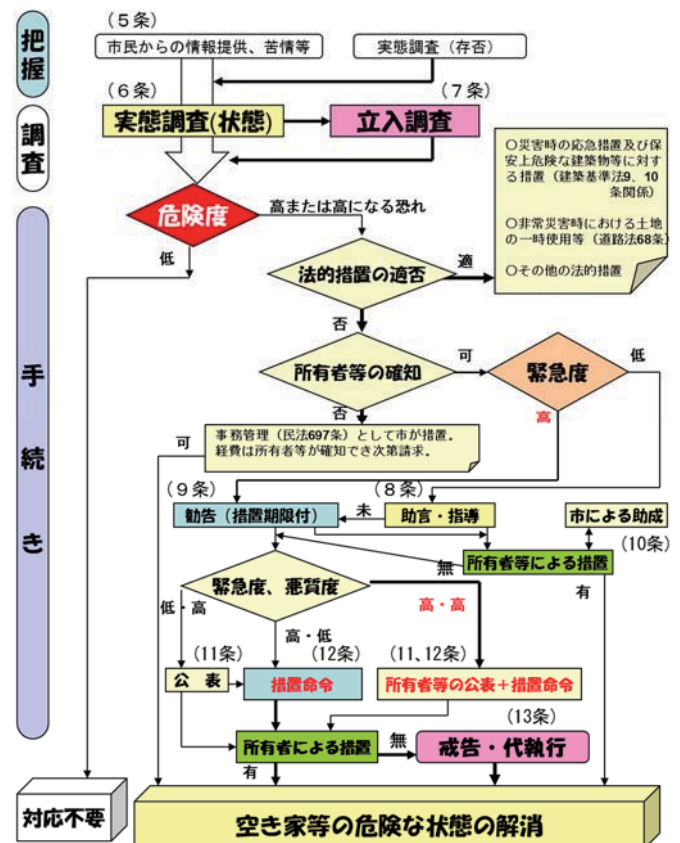 把握
(5条)
市民からの情報提供、苦情等
実態調査(存否)
(6条)
(7条)
調査
実態調査(状態)
立入調査
○災害時の応急措置及び保
安上危険な建築物等に対す
る措置(建築基準法9、10
条関係)
○非常災害時における土地
の一時使用等(道路法68条)
○その他の法的措置
危険度
高または高になる恐れ
低
法的措置の適否
適
否
手続き
所有者等の確知
可
緊急度
低
否
高
可
事務管理(民法697条)として市が措置。
経費は所有者等が確知でき次第請求。
(9条)
(8条)
勧告(措置期限付)
未
助言・指導
市による助成
(10条)
無
所有者等による措置
有
緊急度、悪質度
低・高
高・高
高・低
(11条)
(12条)
(11、12条)
公 表
措置命令
所有者等の公表+措置命令
(13条)
所有者による措置
無
戒告・代執行
有
対応不要
空き家等の危険な状態の解消